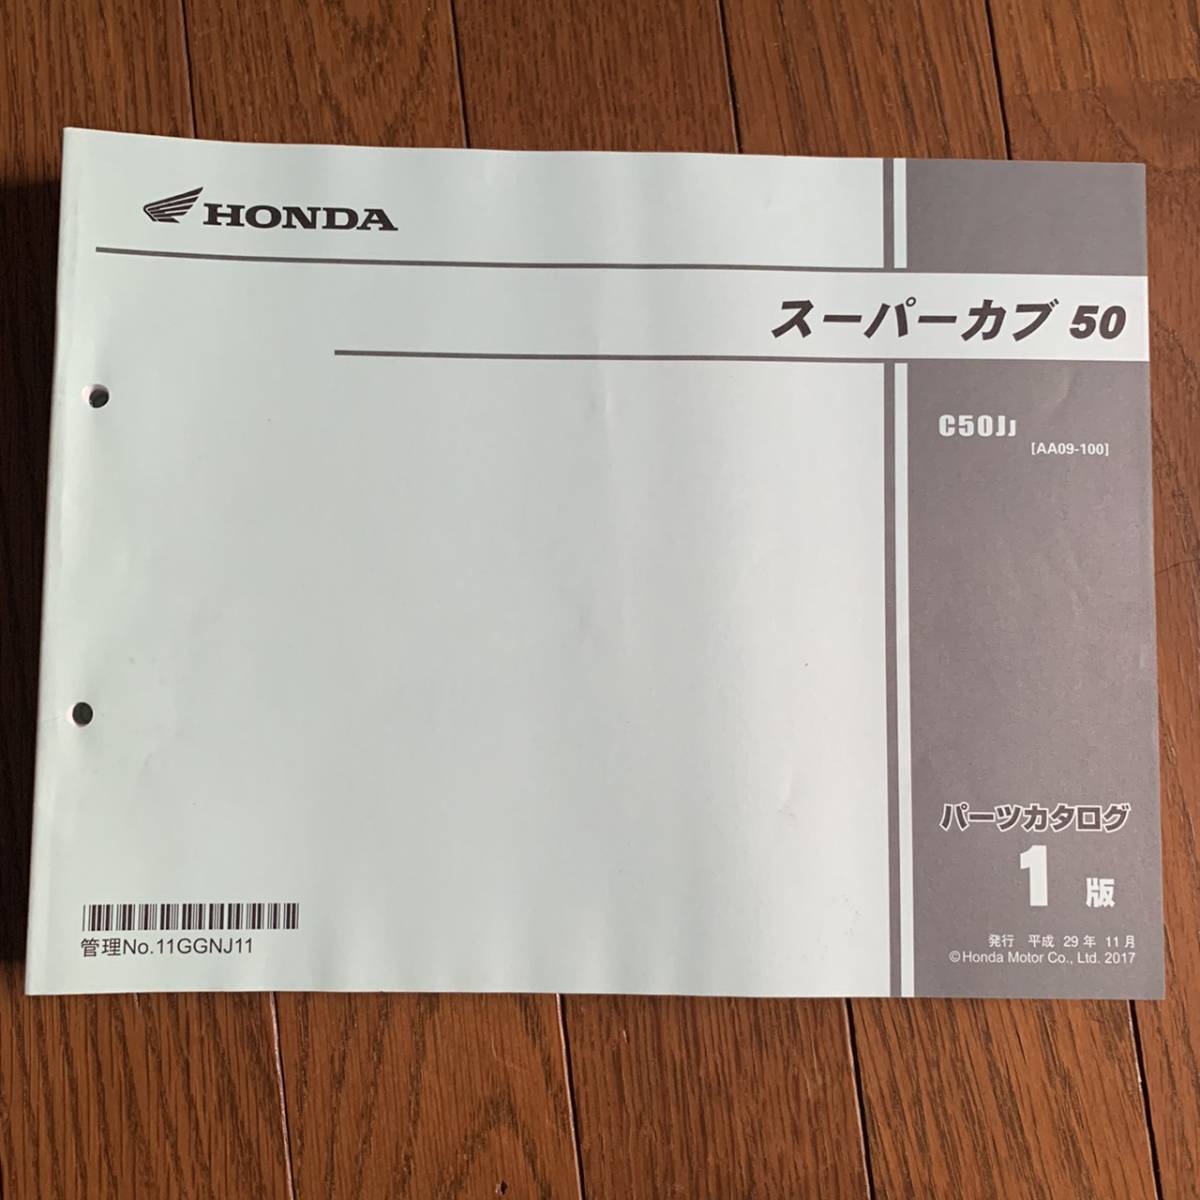 HONDA
スーパーカブ 50
C50JJ
[AA09-100]
パーツカタログ
1 版
発行 平成 29 年 11 月
©Honda Motor Co., Ltd. 2017
管理No.11GGNJ11